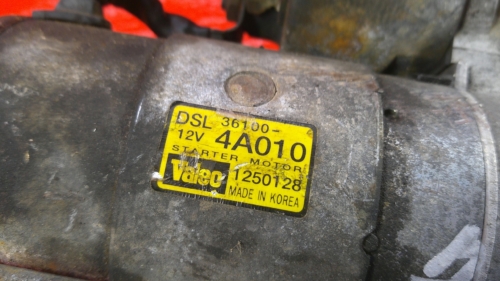 DSL 36100-
12V 4A010
STARTER MOTOR
Valeo 1250128
MADE IN KOREA